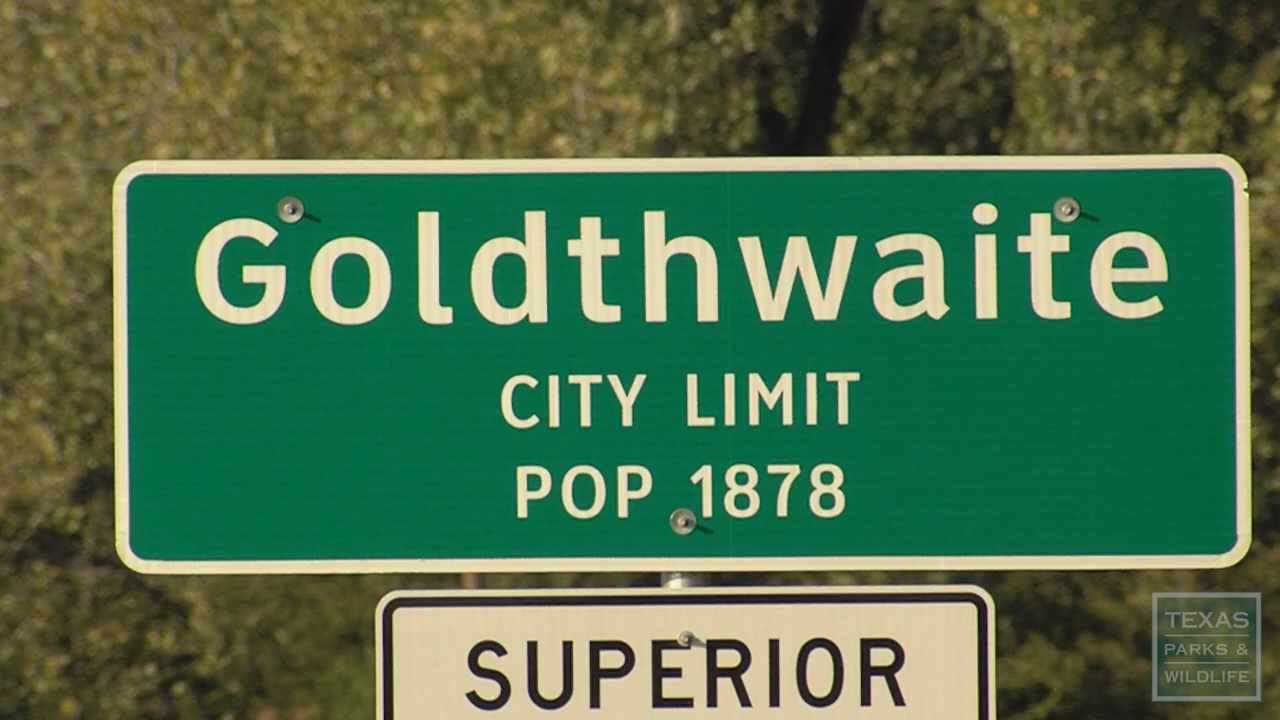 Goldthwaite
CITY LIMIT
POP 1878
SUPERIOR
TEXAS
PARKS &
WILDLIFE